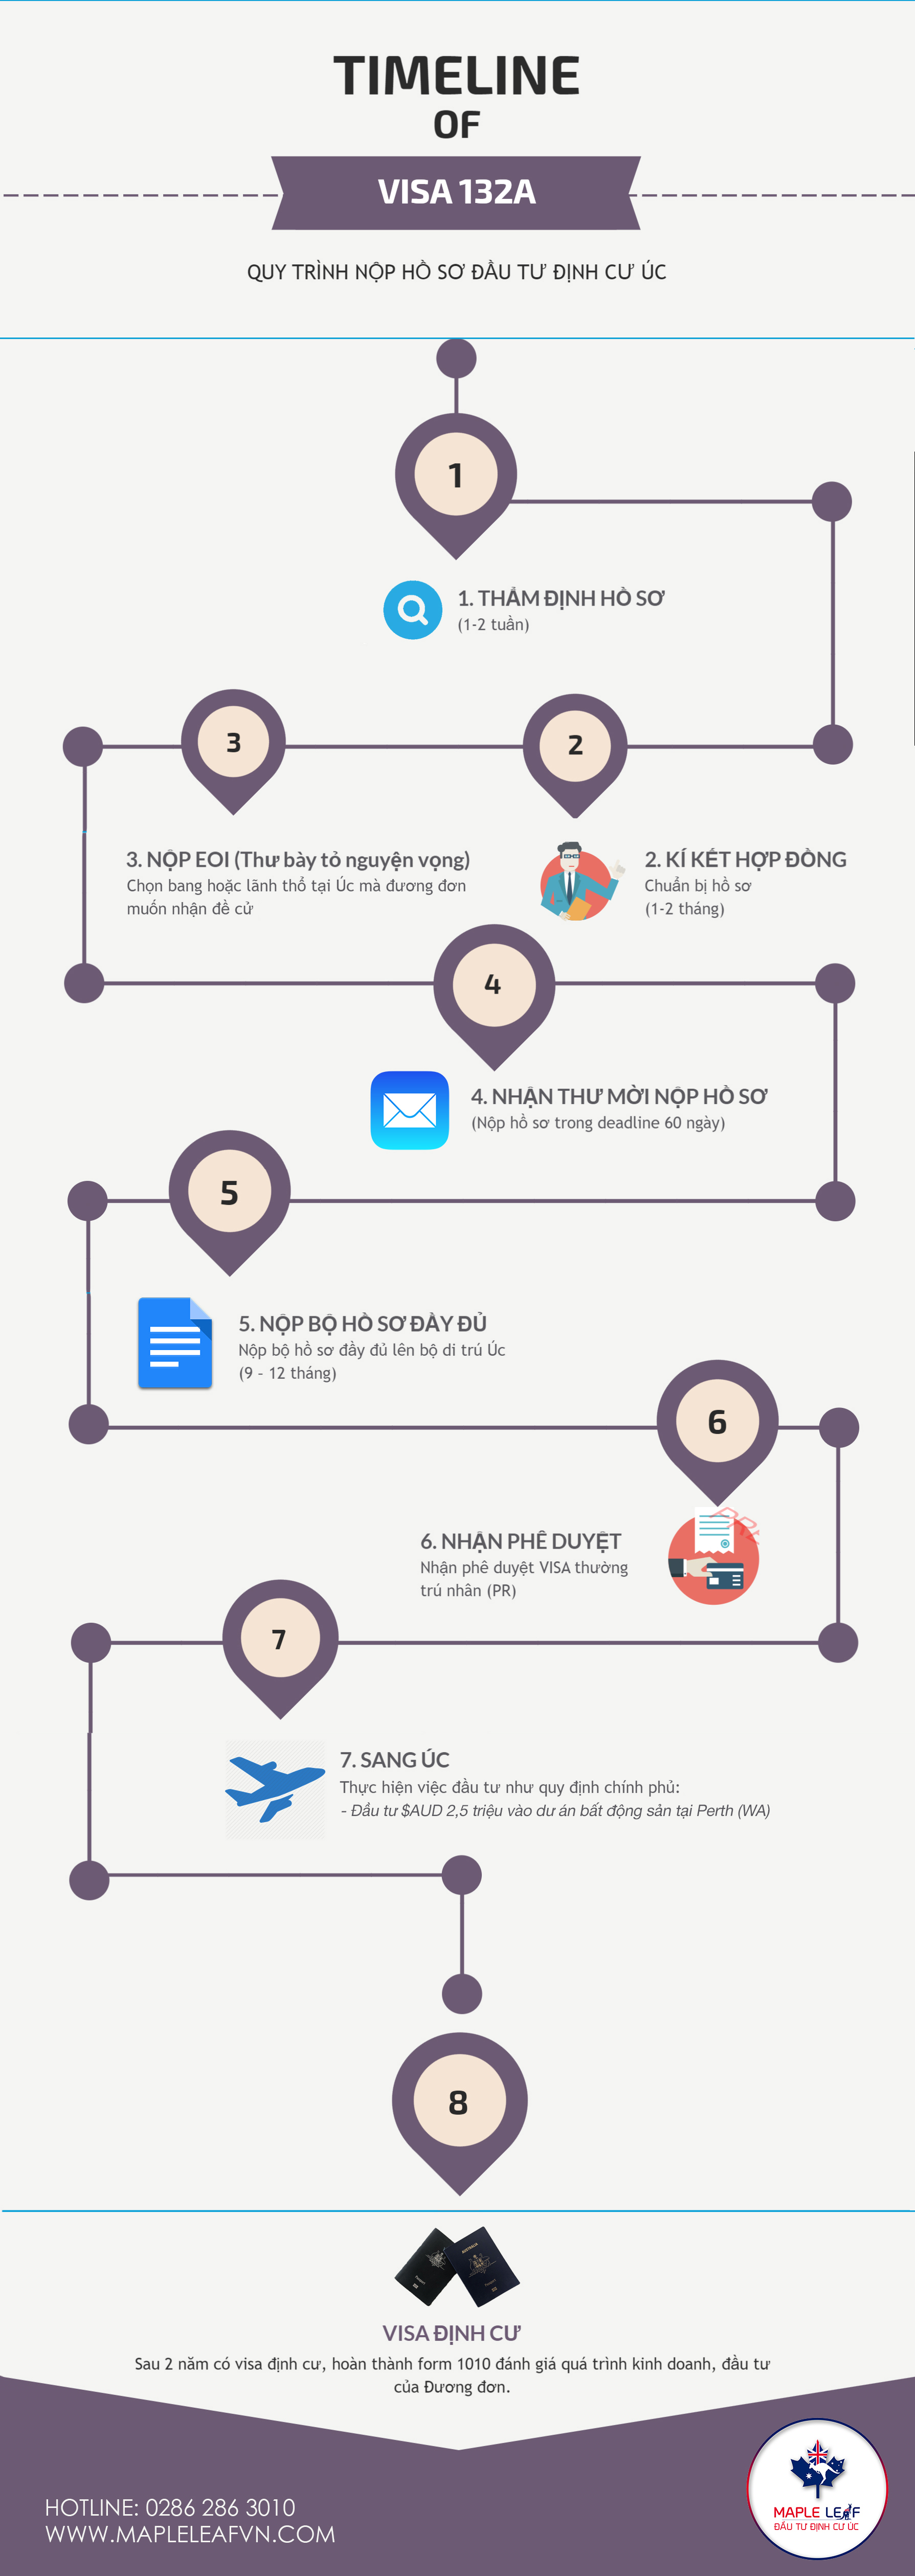 TIMELINE
OF
VISA 132A
QUY TRÌNH NỘP HỒ SƠ ĐẦU TƯ ĐỊNH CƯ ÚC
1
1. THẨM ĐỊNH HỒ SƠ
(1-2 tuần)
2
2. KÍ KẾT HỢP ĐỒNG
Chuẩn bị hồ sơ
(1-2 tháng)
3
3. NỘP EOI (Thư bày tỏ nguyện vọng)
Chọn bang hoặc lãnh thổ tại Úc mà đương đơn
muốn nhận đề cử
4
4. NHẬN THƯ MỜI NỘP HỒ SƠ
(Nộp hồ sơ trong deadline 60 ngày)
5
5. NỘP BỘ HỒ SƠ ĐẦY ĐỦ
Nộp bộ hồ sơ đầy đủ lên bộ di trú Úc
(9 - 12 tháng)
6
6. NHẬN PHÊ DUYỆT
Nhận phê duyệt VISA thường
trú nhân (PR)
7
7. SANG ÚC
Thực hiện việc đầu tư như quy định chính phủ:
- Đầu tư $AUD 2,5 triệu vào dự án bất động sản tại Perth (WA)
8
VISA ĐỊNH CƯ
Sau 2 năm có visa định cư, hoàn thành form 1010 đánh giá quá trình kinh doanh, đầu tư
của Đương đơn.
HOTLINE: 0286 286 3010
WWW.MAPLELEAFVN.COM
MAPLE LEAF
ĐẦU TƯ ĐỊNH CƯ ÚC